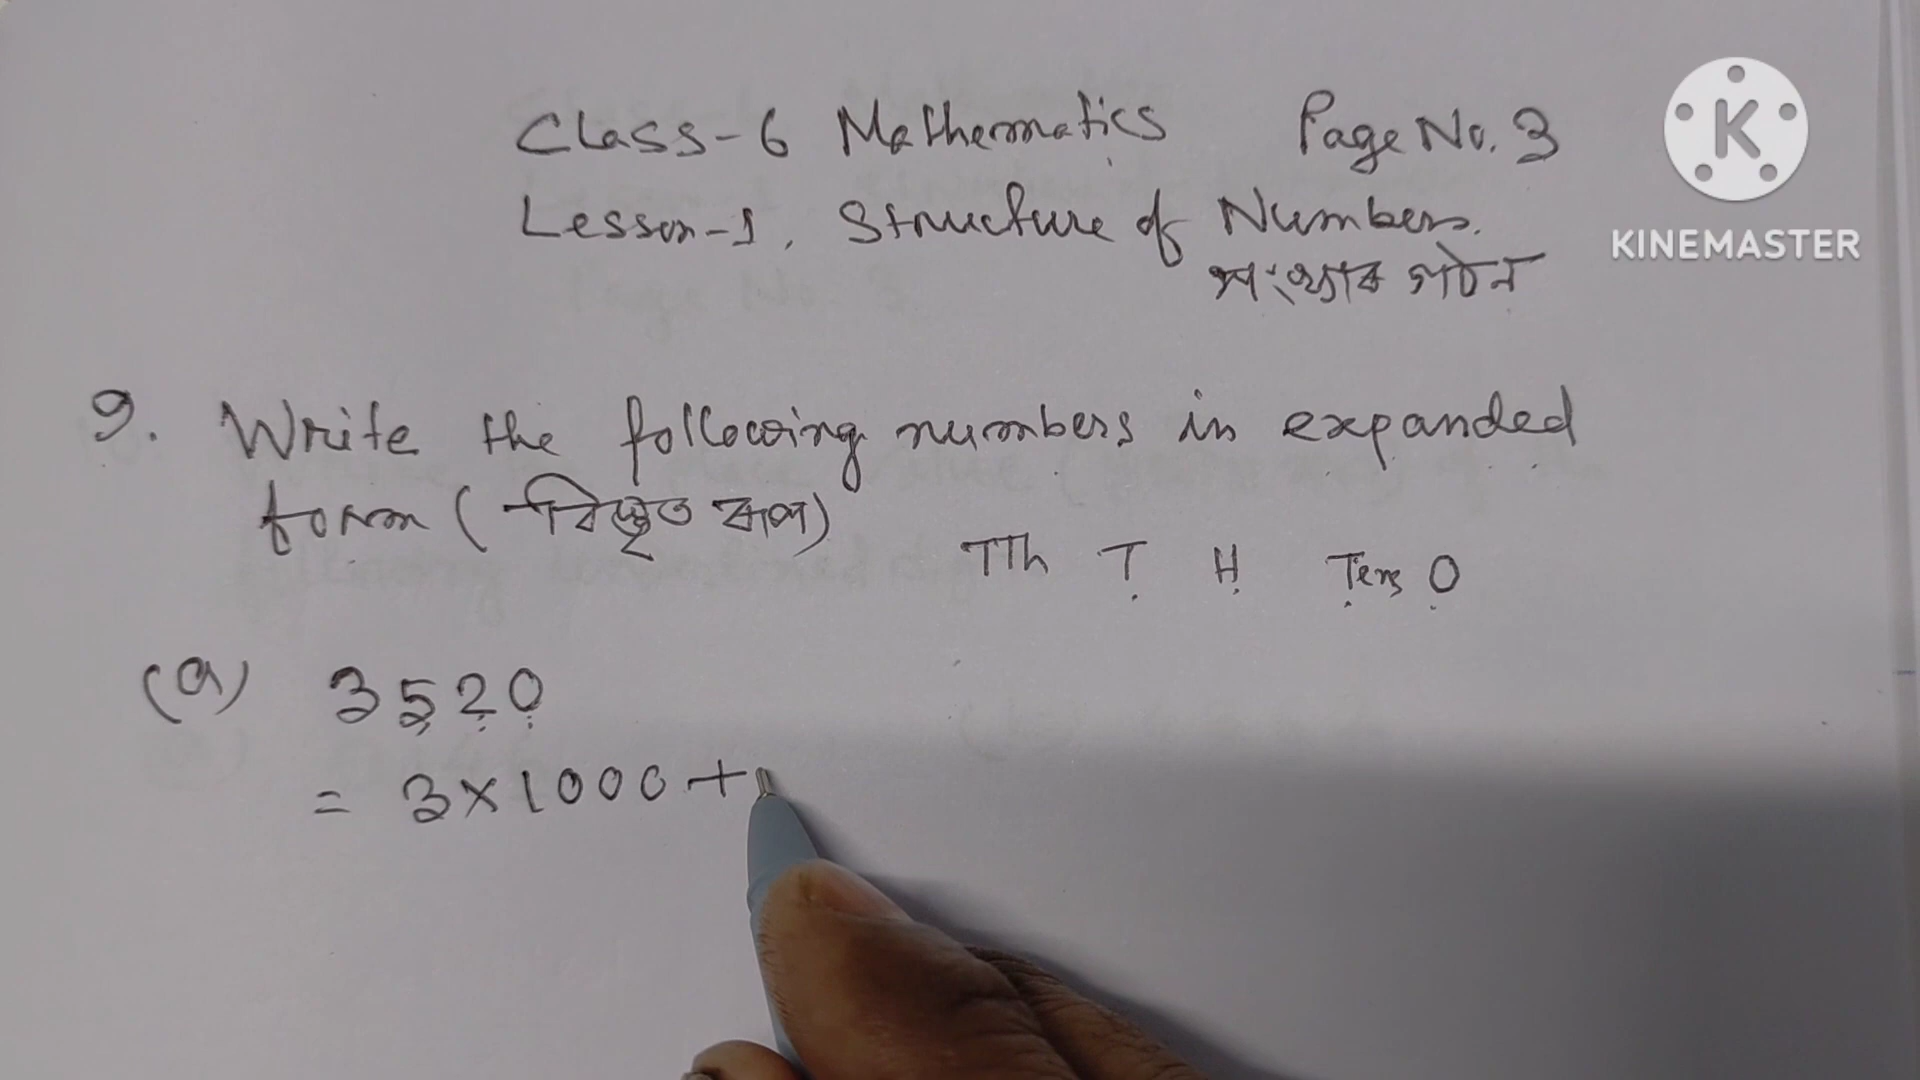 Class-6 Mathematics Page No. 3
KINEMASTER
Lesson-1, Structure of Numbers.
সংখ্যাৰ গঠন
9. Write the following numbers in expanded
form (বিস্তৃত ৰূপ)
TTh T H Tens O
(a) 3520
= 3×1000+